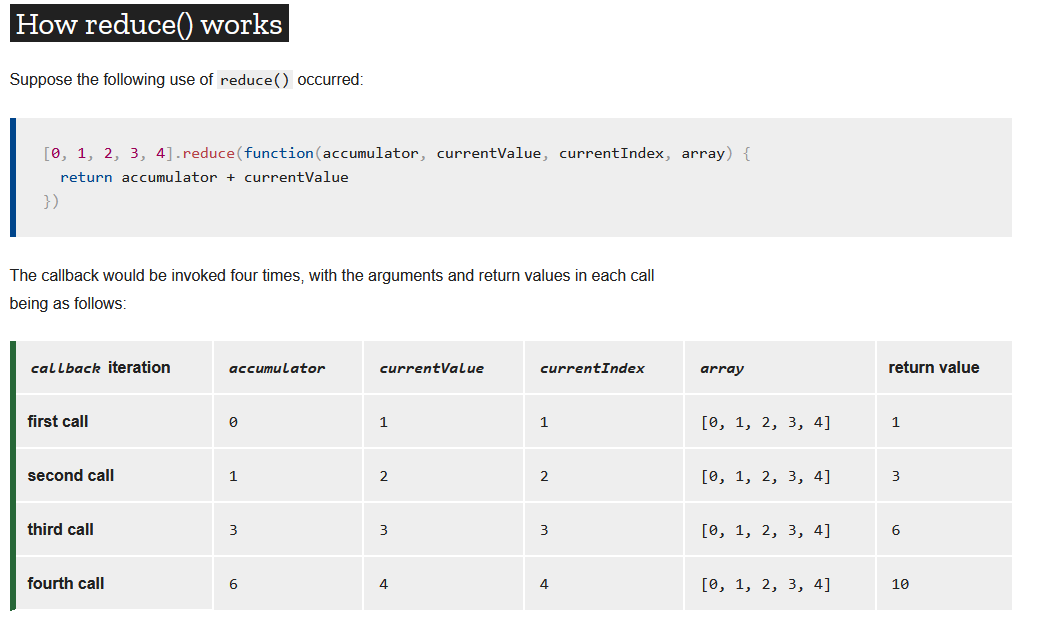 How reduce() works
Suppose the following use of reduce() occurred:
[0, 1, 2, 3, 4].reduce(function(accumulator, currentValue, currentIndex, array) {
  return accumulator + currentValue
})
The callback would be invoked four times, with the arguments and return values in each call
being as follows:
callback iteration accumulator currentValue currentIndex array return value
first call 0 1 1 [0, 1, 2, 3, 4] 1
second call 1 2 2 [0, 1, 2, 3, 4] 3
third call 3 3 3 [0, 1, 2, 3, 4] 6
fourth call 6 4 4 [0, 1, 2, 3, 4] 10